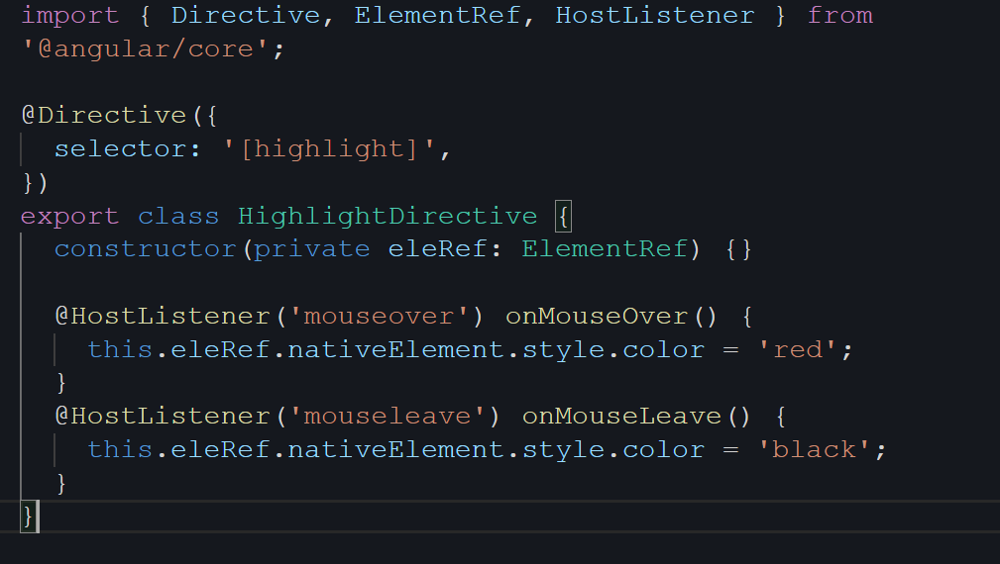 import { Directive, ElementRef, HostListener } from
'@angular/core';
@Directive({
  selector: '[highlight]',
})
export class HighlightDirective {
  constructor(private eleRef: ElementRef) {}
  @HostListener('mouseover') onMouseOver() {
    this.eleRef.nativeElement.style.color = 'red';
  }
  @HostListener('mouseleave') onMouseLeave() {
    this.eleRef.nativeElement.style.color = 'black';
  }
}